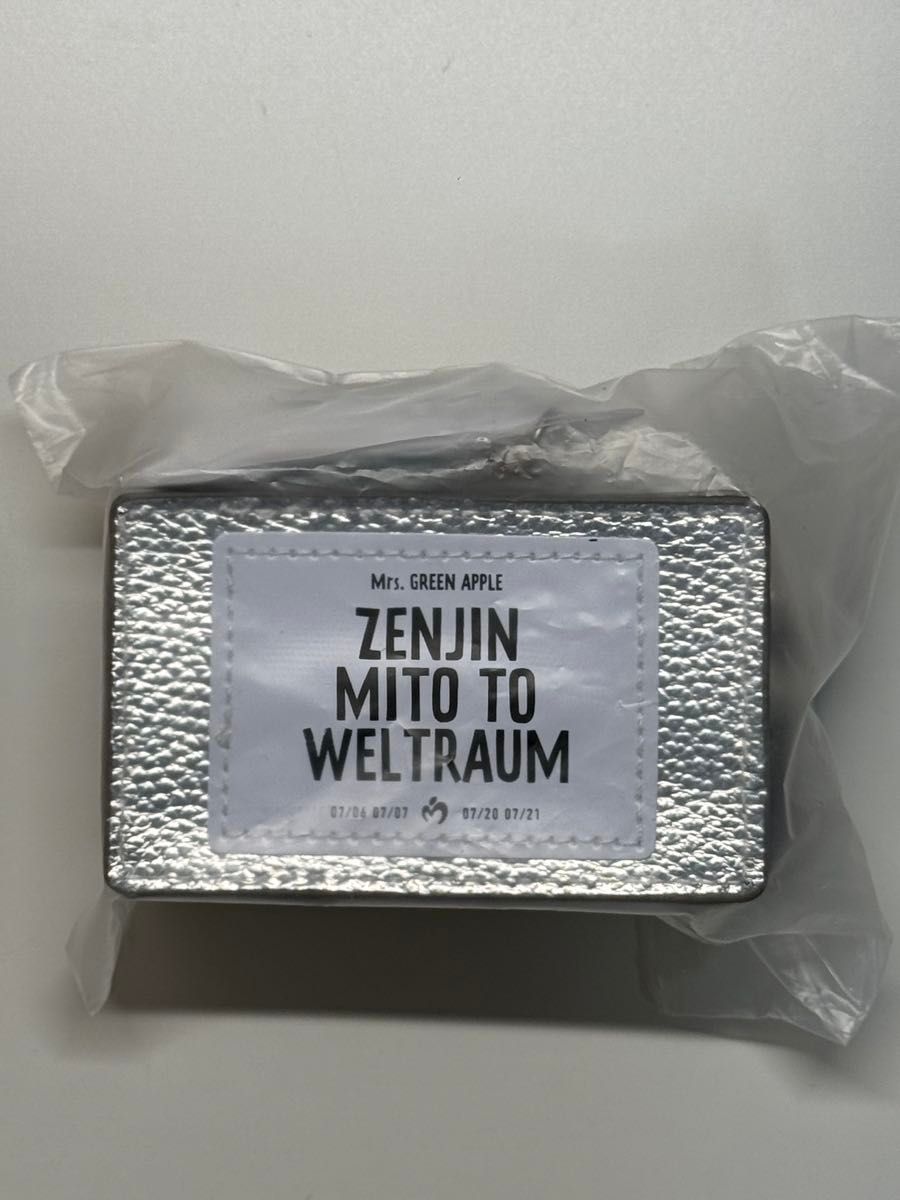 Mrs. GREEN APPLE
ZENJIN
MITO TO
WELTRAUM
07/06 07/07 07/20 07/21